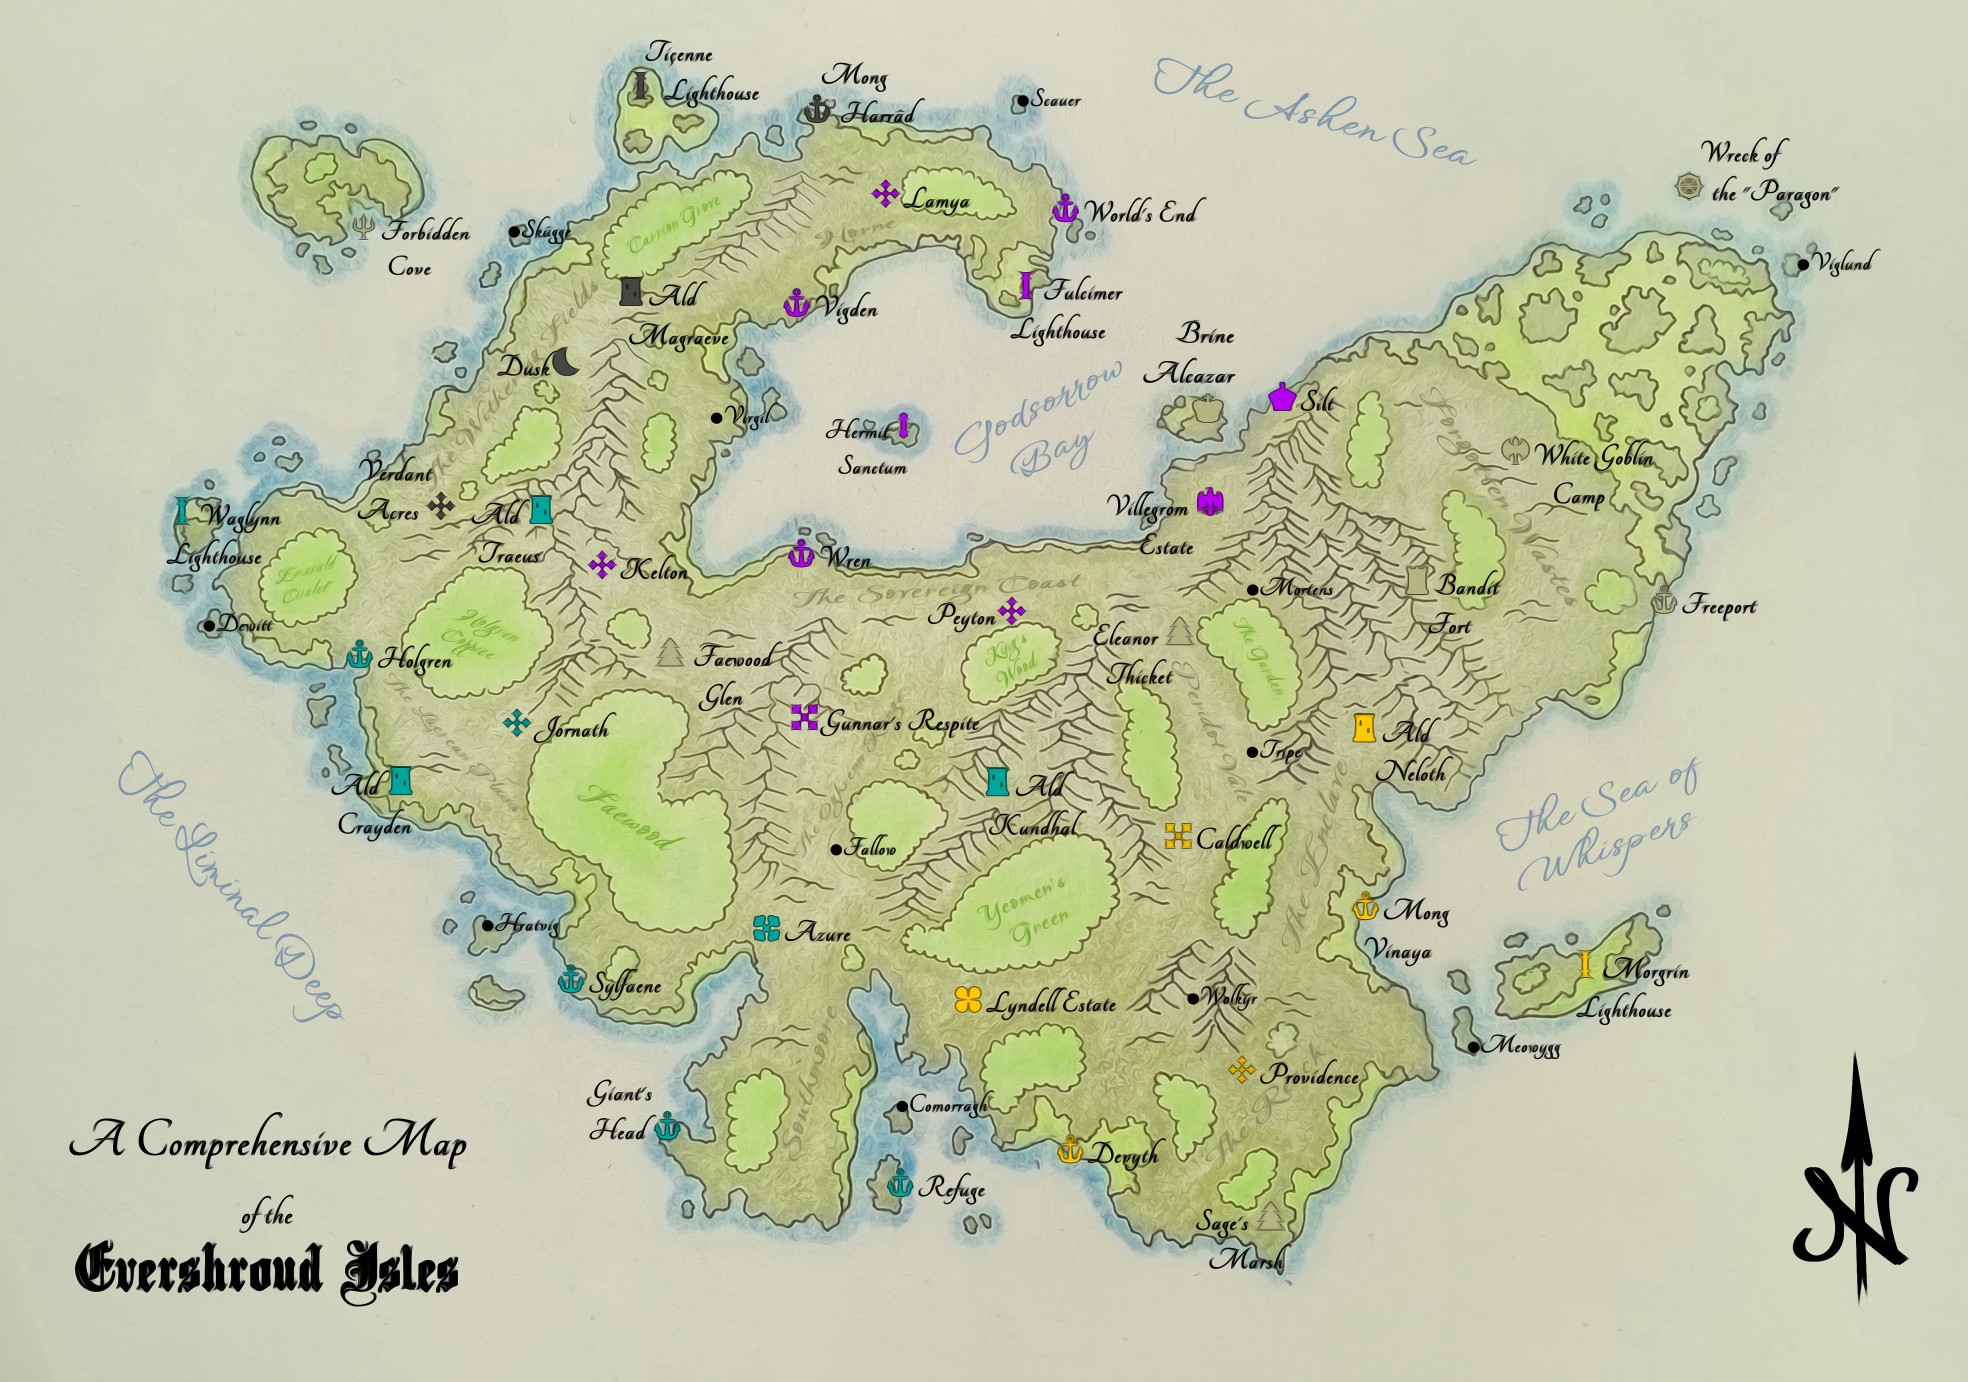 Tiçenne
Lighthouse
Mong
Harrād
Scauer
The Ashen Sea
Wreck of
the "Paragon"
Viglund
Forbidden
Cove
Skügge
Carrion Grove
Lamya
Horne
World's End
Ald
Magraeve
Vigden
Fulcimer
Lighthouse
Dusk
The Withering Fields
Virgil
Hermit
Sanctum
Godsorrow
Bay
Brine
Alcazar
Silt
Forgotten Wastes
White Goblin
Camp
Verdant
Acres
Ald
Traeus
Waglynn
Lighthouse
Emerald
Dewitt
Kelton
Wren
Villegrom
Estate
The Sovereign Coast
Mortens
Bandit
Fort
Freeport
Holgren
Holgren
Copice
Faewood
Glen
Peyton
King's
Wood
Eleanor
Thicket
The Garden
Peridot Vale
Jornath
Gunnar's Respite
Tripe
Ald
Neloth
Ald
Crayden
Faewood
Ald
Kundhal
Fallow
Caldwell
The Enclave
The Sea of
Whispers
The Liminal Deep
Hratvig
Azure
Yeomen's
Green
Mong
Vinaya
Sylfaene
Lyndell Estate
Wolkyr
Morgrin
Lighthouse
Meowygg
Southmoore
Providence
The Reach
Giant's
Head
Comorragh
Devyth
Refuge
Sage's
Marsh
A Comprehensive Map
of the
Evershroud Isles
N